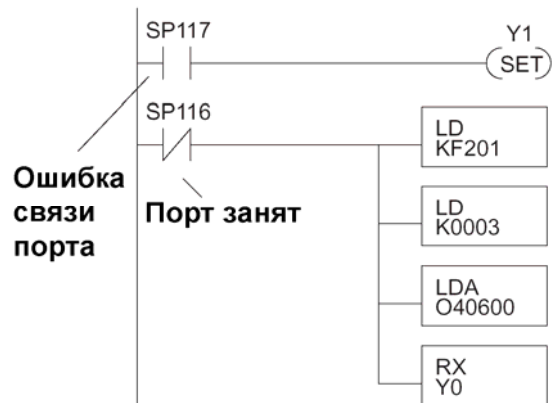 SP117
Y1
SET
SP116
LD
KF201
Ошибка
связи
порта
Порт занят
LD
K0003
LDA
O40600
RX
Y0